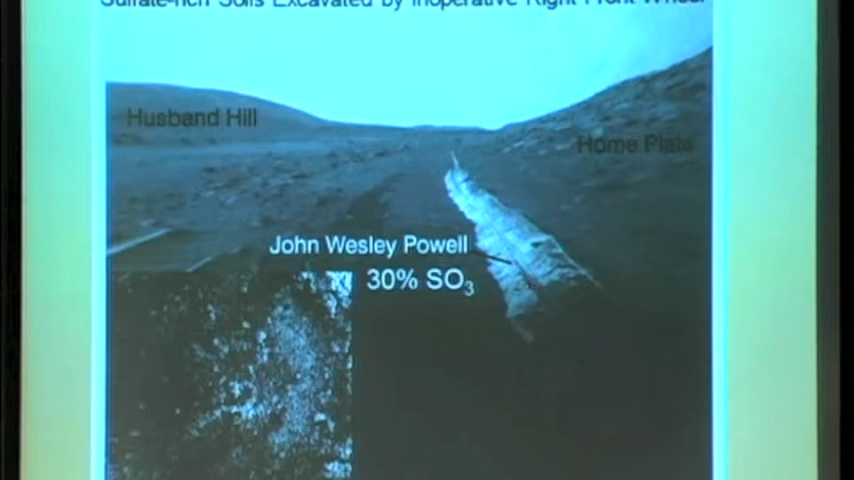 Sulfate-rich Soils Excavated by Inoperative Right Front Wheel
Husband Hill
Home Plate
John Wesley Powell
30% SO₃